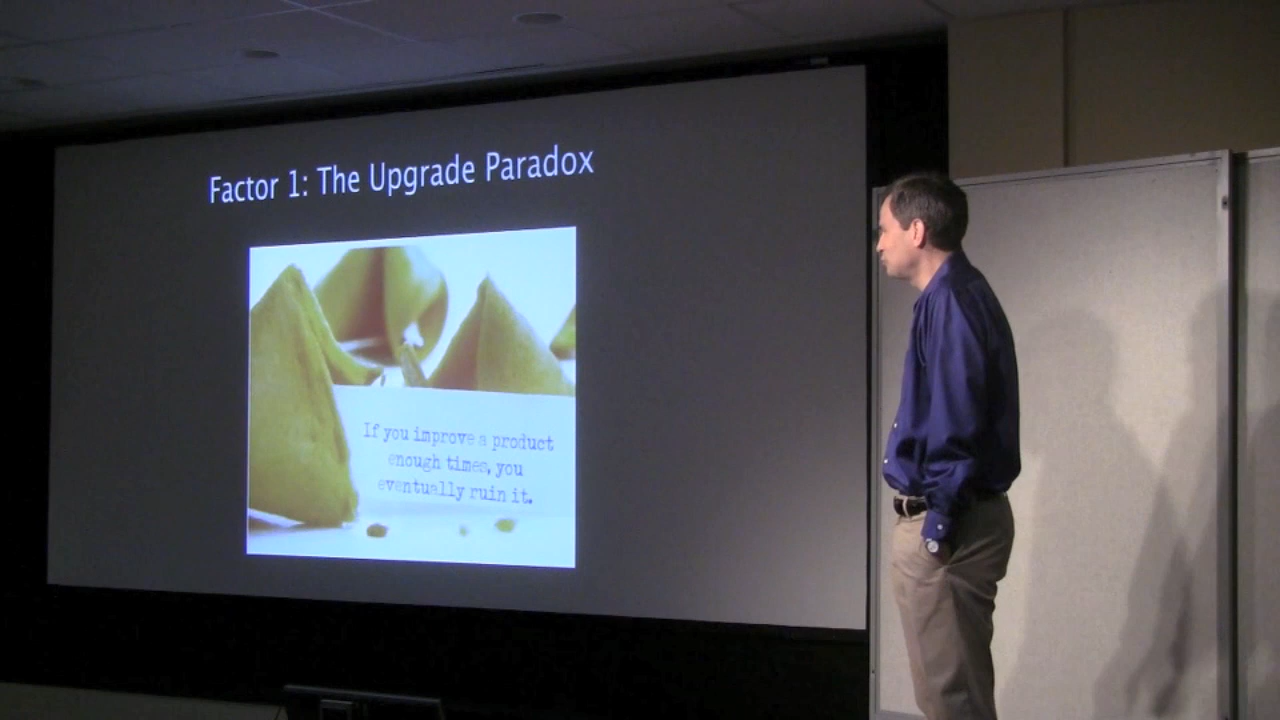 Factor 1: The Upgrade Paradox
If you improve a product
enough times, you
eventually ruin it.